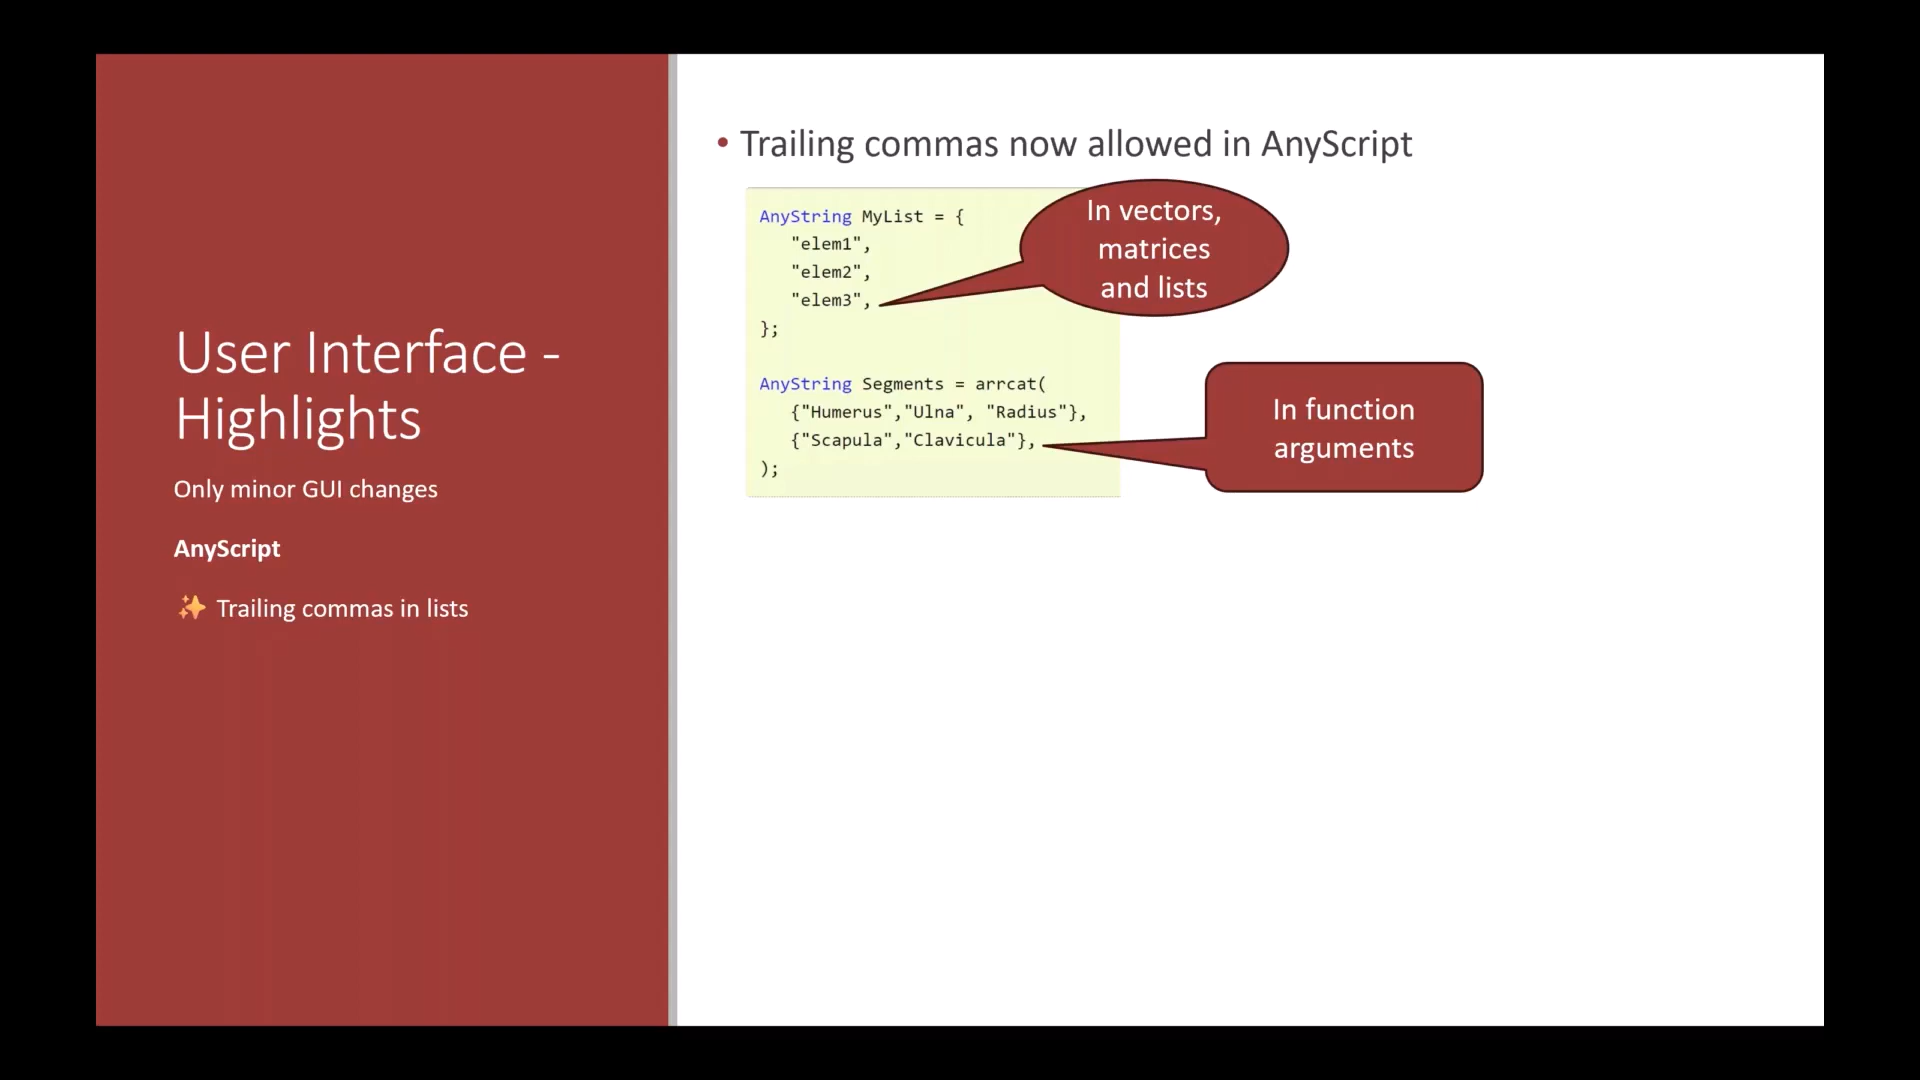 User Interface -
Highlights
Only minor GUI changes
AnyScript
✨ Trailing commas in lists
• Trailing commas now allowed in AnyScript
AnyString MyList = {
"elem1",
"elem2",
"elem3",
};
AnyString Segments = arrcat(
{"Humerus","Ulna", "Radius"},
{"Scapula","Clavicula"},
);
In vectors,
matrices
and lists
In function
arguments